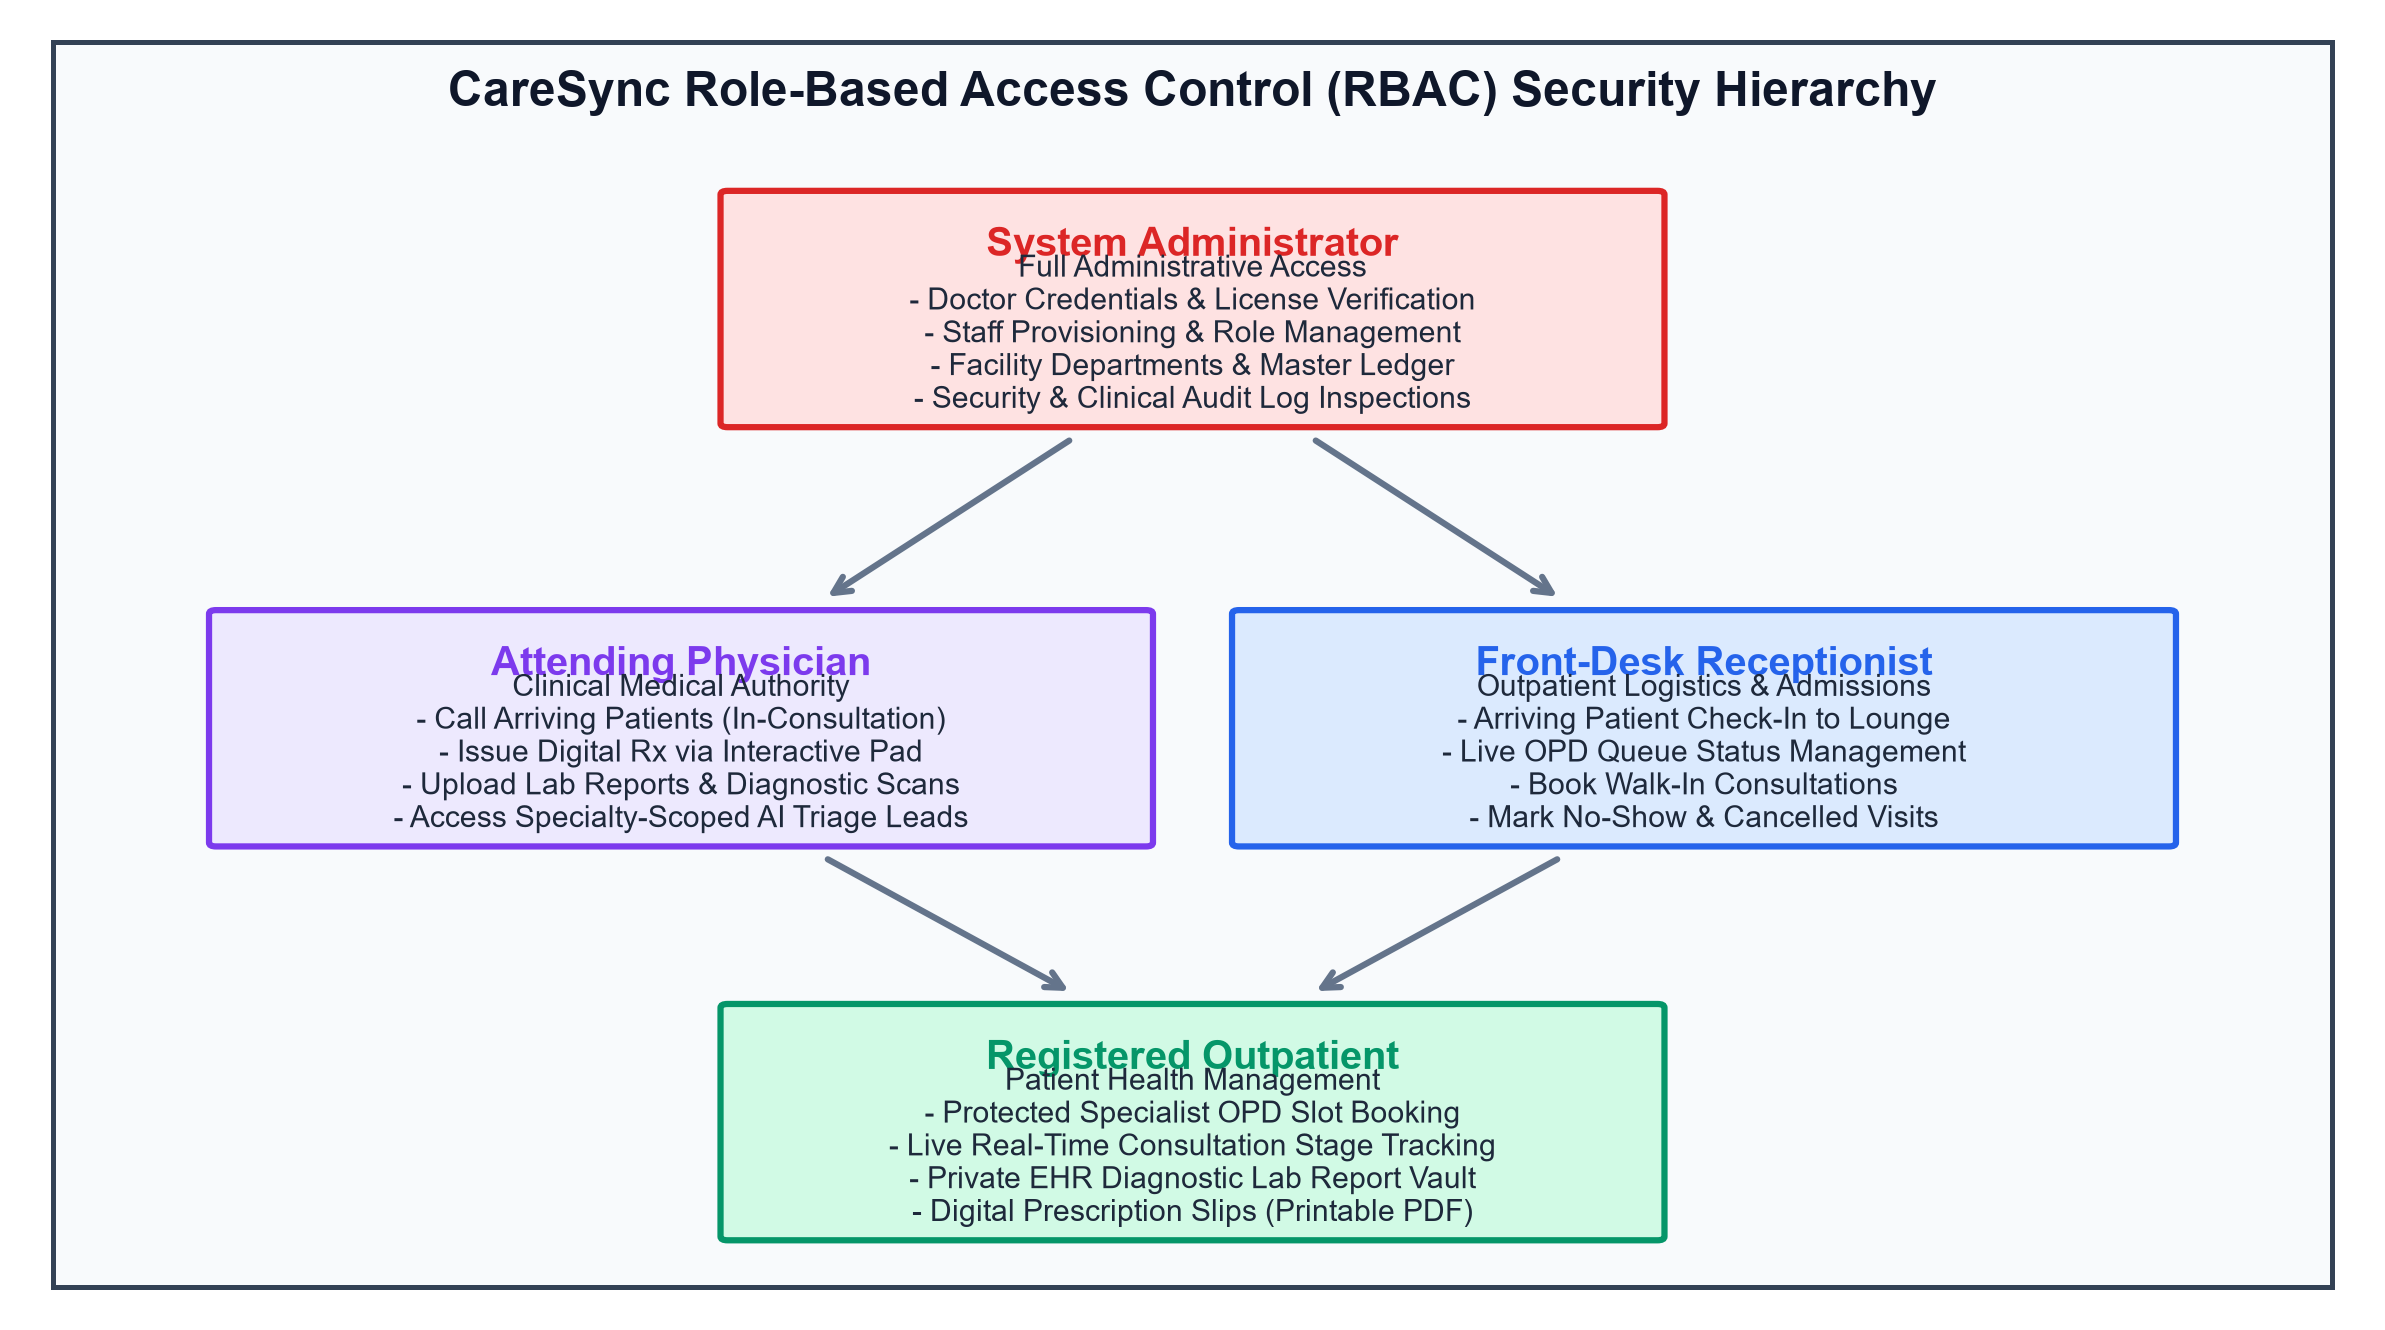 CareSync Role-Based Access Control (RBAC) Security Hierarchy
System Administrator
Full Administrative Access
- Doctor Credentials & License Verification
- Staff Provisioning & Role Management
- Facility Departments & Master Ledger
- Security & Clinical Audit Log Inspections
Attending Physician
Clinical Medical Authority
- Call Arriving Patients (In-Consultation)
- Issue Digital Rx via Interactive Pad
- Upload Lab Reports & Diagnostic Scans
- Access Specialty-Scoped AI Triage Leads
Front-Desk Receptionist
Outpatient Logistics & Admissions
- Arriving Patient Check-In to Lounge
- Live OPD Queue Status Management
- Book Walk-In Consultations
- Mark No-Show & Cancelled Visits
Registered Outpatient
Patient Health Management
- Protected Specialist OPD Slot Booking
- Live Real-Time Consultation Stage Tracking
- Private EHR Diagnostic Lab Report Vault
- Digital Prescription Slips (Printable PDF)